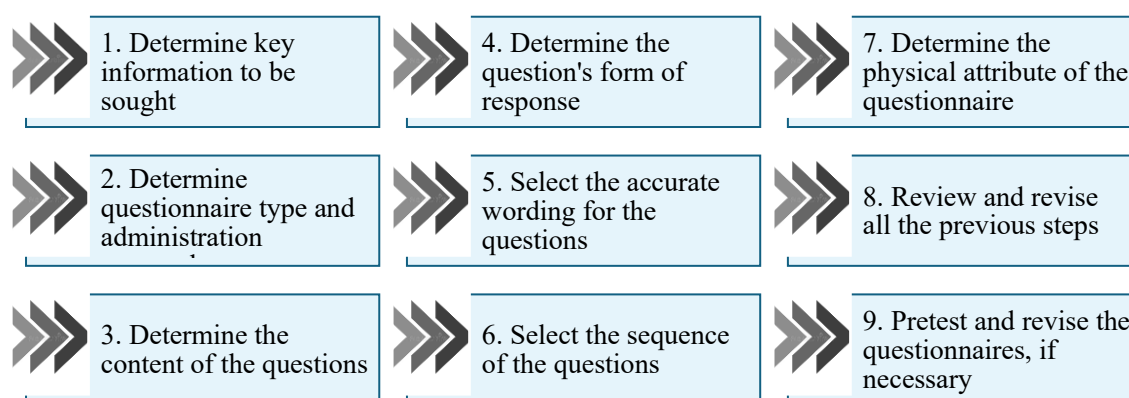 1. Determine key
information to be
sought
2. Determine
questionnaire type and
administration
3. Determine the
content of the questions
4. Determine the
question's form of
response
5. Select the accurate
wording for the
questions
6. Select the sequence
of the questions
7. Determine the
physical attribute of the
questionnaire
8. Review and revise
all the previous steps
9. Pretest and revise the
questionnaires, if
necessary